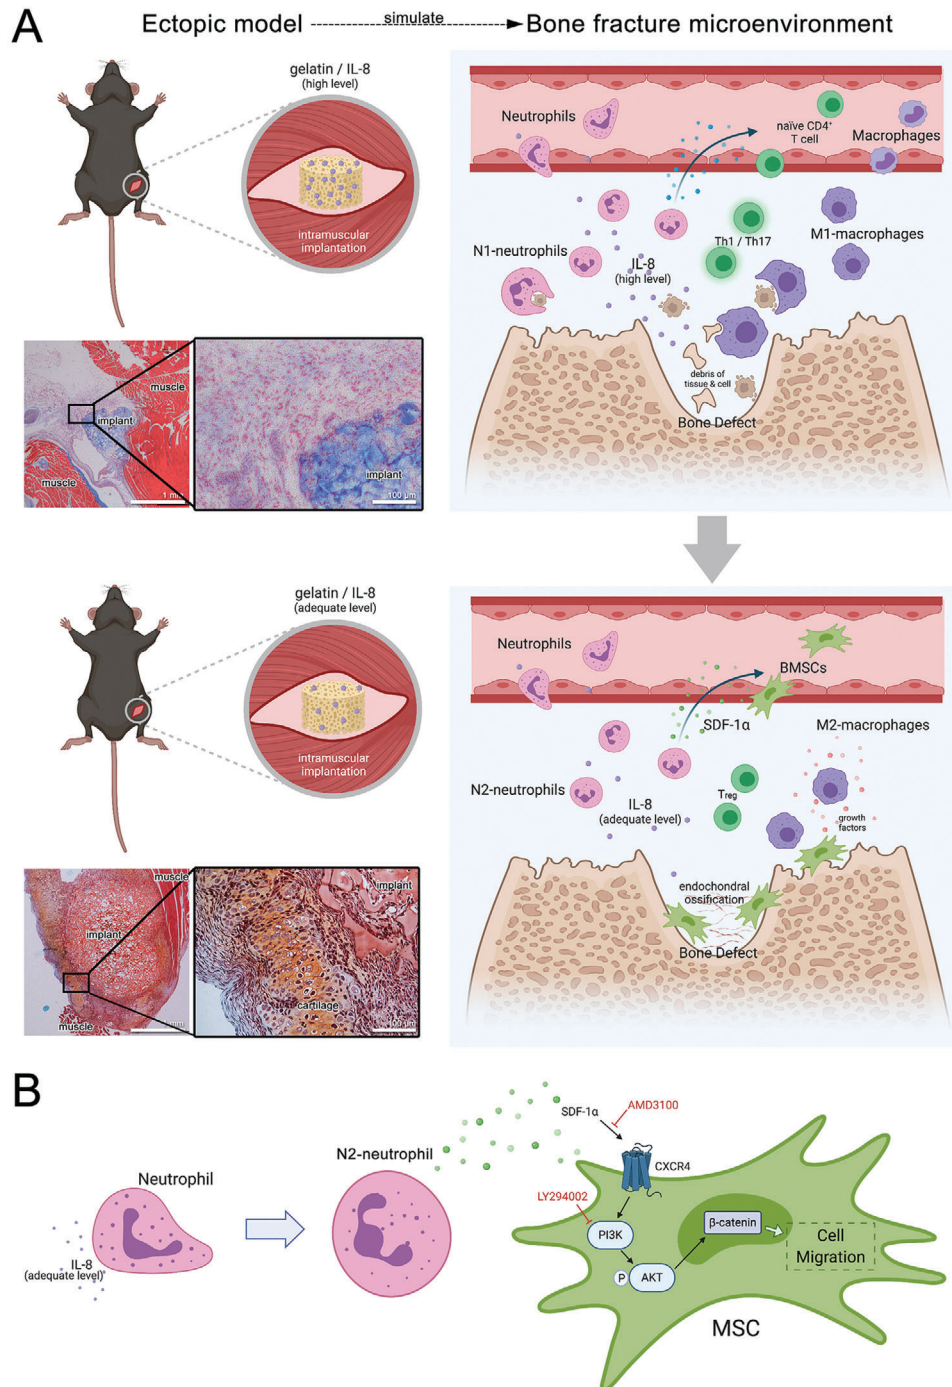 A
Ectopic model
simulate
Bone fracture microenvironment
gelatin / IL-8
(high level)
intramuscular
implantation
muscle
implant
muscle
implant
100 µm
Neutrophils
naïve CD4⁺
T cell
Macrophages
N1-neutrophils
IL-8
(high level)
Th1 / Th17
M1-macrophages
debris of
tissue & cell
Bone Defect
gelatin / IL-8
(adequate level)
intramuscular
implantation
muscle
implant
muscle
implant
cartilage
100 µm
Neutrophils
BMSCs
SDF-1α
M2-macrophages
N2-neutrophils
IL-8
(adequate level)
Treg
growth
factors
endochondral
ossification
Bone Defect
B
Neutrophil
IL-8
(adequate level)
N2-neutrophil
SDF-1α
AMD3100
CXCR4
LY294002
PI3K
P
AKT
β-catenin
Cell
Migration
MSC